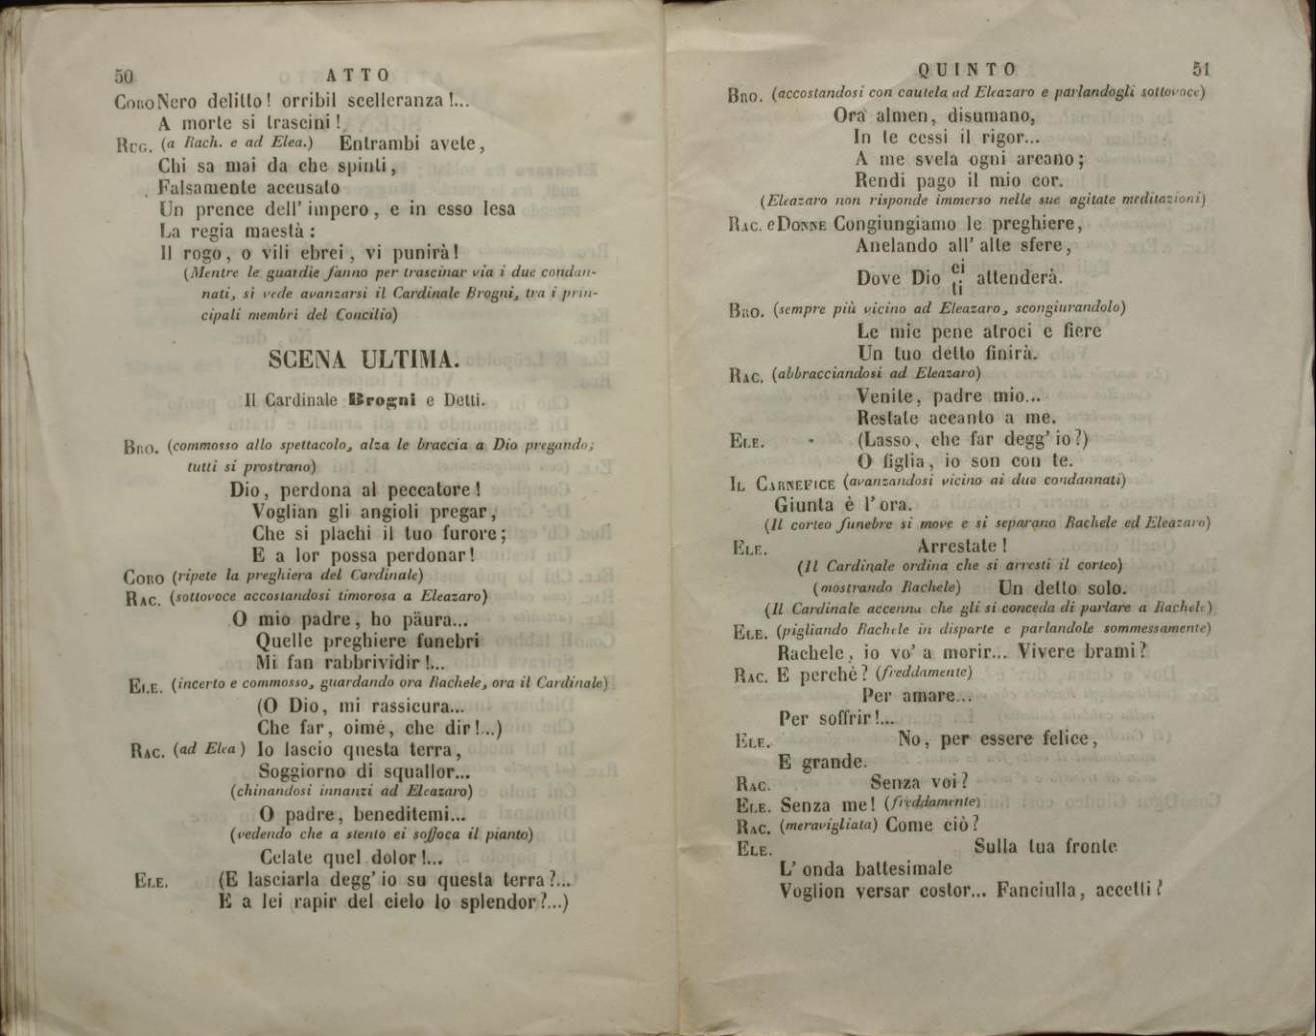 50 ATTO
CORO Nero delitto! orribil scelleranza!...
A morte si trascini!
RUG. (a Rach. e ad Elea.) Entrambi avete,
Chi sa mai da che spinti,
Falsamente accusato
Un prence dell' impero, e in esso lesa
La regia maestà:
Il rogo, o vili ebrei, vi punirà!
(Mentre le guardie fanno per trascinar via i due condan-
nati, si vede avanzarsi il Cardinale Brogni, tra i prin-
cipali membri del Concilio)
SCENA ULTIMA.
Il Cardinale Brogni e Detti.
BRO. (commosso allo spettacolo, alza le braccia a Dio pregando;
tutti si prostrano)
Dio, perdona al peccatore!
Voglian gli angioli pregar,
Che si plachi il tuo furore;
E a lor possa perdonar!
CORO (ripete la preghiera del Cardinale)
RAC. (sottovoce accostandosi timorosa a Eleazaro)
O mio padre, ho päura...
Quelle preghiere funebri
Mi fan rabbrividir!...
ELE. (incerto e commosso, guardando ora Rachele, ora il Cardinale)
(O Dio, mi rassicura...
Che far, oimè, che dir!...)
RAC. (ad Elea) Io lascio questa terra,
Soggiorno di squallor...
(chinandosi innanzi ad Eleazaro)
O padre, beneditemi...
(vedendo che a stento ei soffoca il pianto)
Celate quel dolor!...
ELE. (E lasciarla degg' io su questa terra?...
E a lei rapir del cielo lo splendor?...)
QUINTO 51
BRO. (accostandosi con cautela ad Eleazaro e parlandogli sottovoce)
Ora almen, disumano,
In te cessi il rigor...
A me svela ogni arcano;
Rendi pago il mio cor.
(Eleazaro non risponde immerso nelle sue agitate meditazioni)
RAC. e DONNE Congiungiamo le preghiere,
Anelando all' alte sfere,
Dove Dio ci attenderà.
ti
BRO. (sempre più vicino ad Eleazaro, scongiurandolo)
Le mie pene atroci e fiere
Un tuo detto finirà.
RAC. (abbracciandosi ad Eleazaro)
Venite, padre mio...
Restate accanto a me.
ELE. (Lasso, che far degg' io?)
O figlia, io son con te.
IL CARNEFICE (avanzandosi vicino ai due condannati)
Giunta è l' ora.
(Il corteo funebre si move e si separano Rachele ed Eleazaro)
ELE. Arrestate!
(Il Cardinale ordina che si arresti il corteo)
(mostrando Rachele) Un detto solo.
(Il Cardinale accenna che gli si conceda di parlare a Rachele)
ELE. (pigliando Rachele in disparte e parlandole sommessamente)
Rachele, io vo' a morir... Vivere brami?
RAC. E perchè? (freddamente)
Per amare...
Per soffrir!...
ELE. No, per essere felice,
E grande.
RAC. Senza voi?
ELE. Senza me! (freddamente)
RAC. (meravigliata) Come ciò?
ELE. Sulla tua fronte
L' onda battesimale
Voglion versar costor... Fanciulla, accetti?